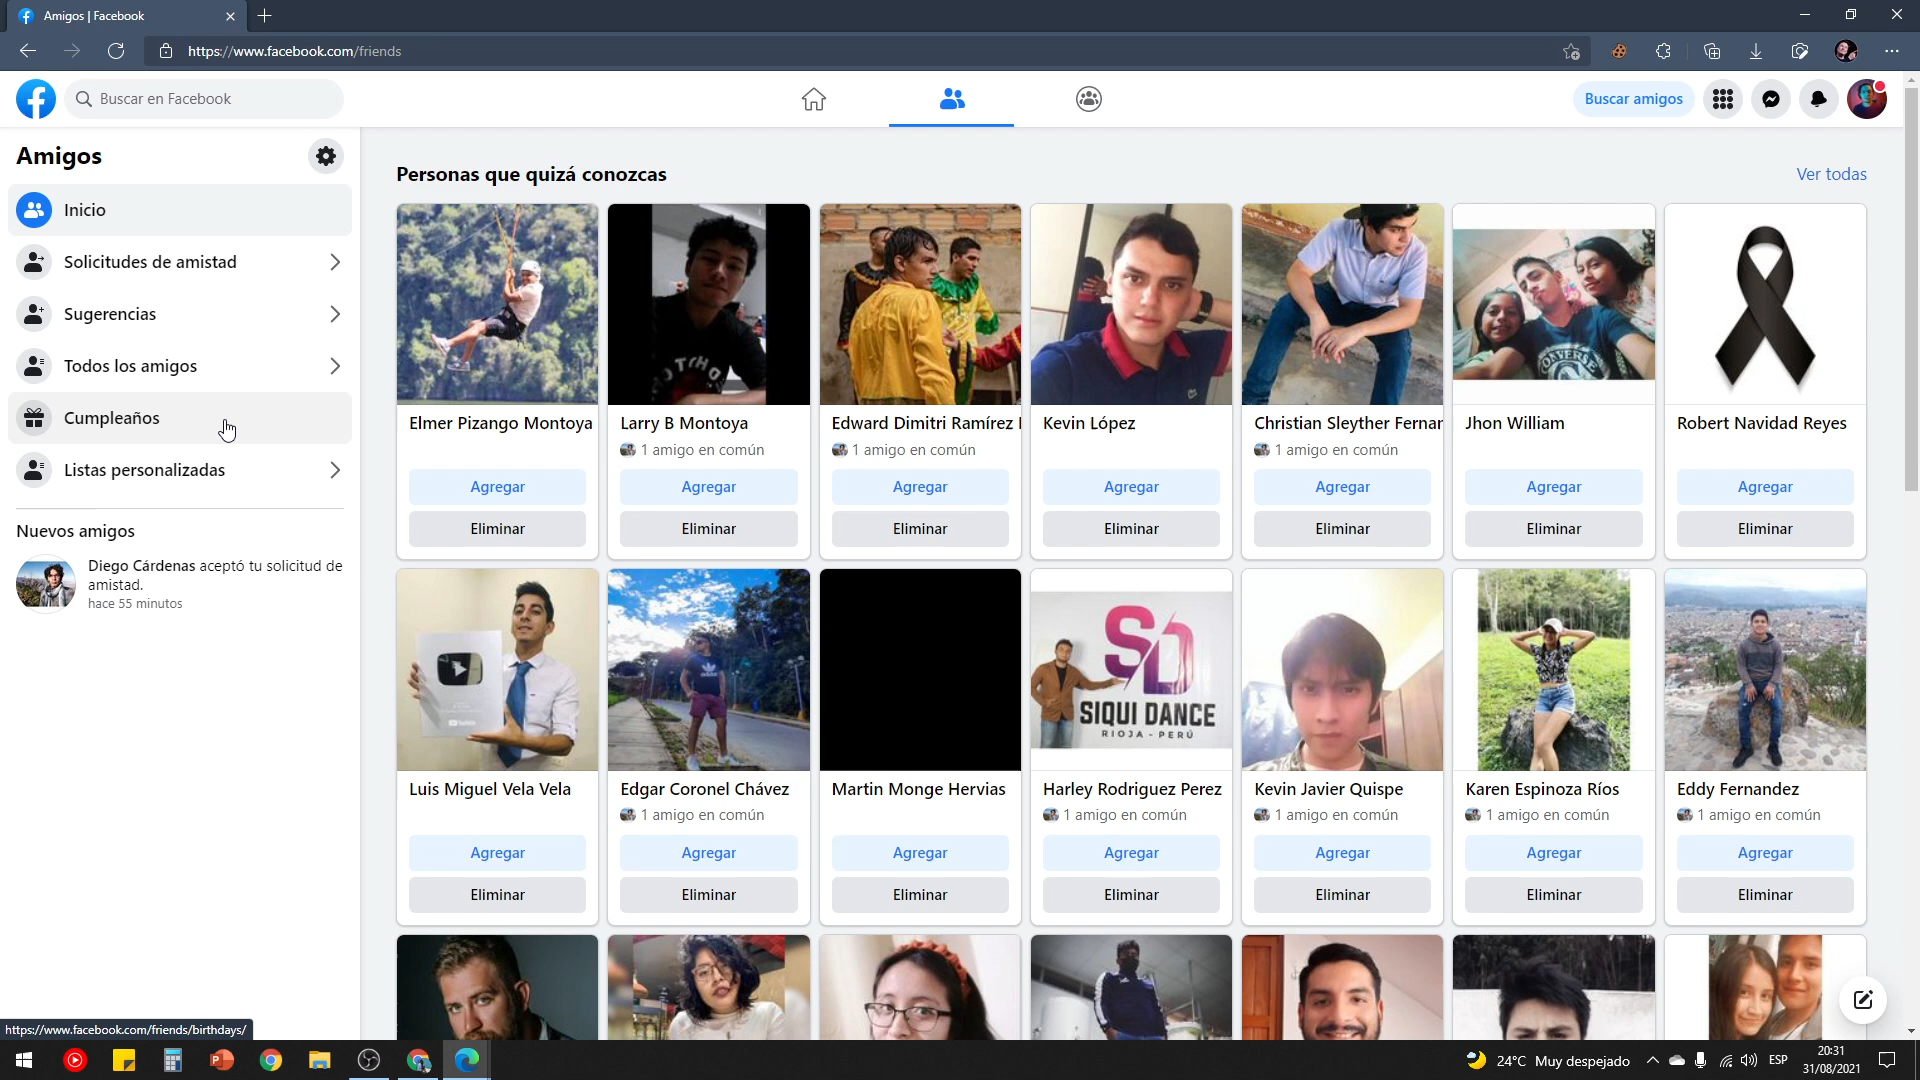 Amigos | Facebook
https://www.facebook.com/friends
Buscar en Facebook
Buscar amigos
Amigos
Inicio
Solicitudes de amistad
Sugerencias
Todos los amigos
Cumpleaños
Listas personalizadas
Nuevos amigos
Diego Cárdenas aceptó tu solicitud de
amistad.
hace 55 minutos
Personas que quizá conozcas
Ver todas
CONVERSE
Elmer Pizango Montoya
Larry B Montoya
Edward Dimitri Ramírez
Kevin López
Christian Sleyther Fernar
Jhon William
Robert Navidad Reyes
1 amigo en común
1 amigo en común
1 amigo en común
Agregar
Agregar
Agregar
Agregar
Agregar
Agregar
Agregar
Eliminar
Eliminar
Eliminar
Eliminar
Eliminar
Eliminar
Eliminar
SD
SIQUI DANCE
RIOJA - PERÚ
Luis Miguel Vela Vela
Edgar Coronel Chávez
Martin Monge Hervias
Harley Rodriguez Perez
Kevin Javier Quispe
Karen Espinoza Ríos
Eddy Fernandez
1 amigo en común
1 amigo en común
1 amigo en común
1 amigo en común
1 amigo en común
Agregar
Agregar
Agregar
Agregar
Agregar
Agregar
Agregar
Eliminar
Eliminar
Eliminar
Eliminar
Eliminar
Eliminar
Eliminar
https://www.facebook.com/friends/birthdays/
24°C Muy despejado
ESP
20:31
31/08/2021